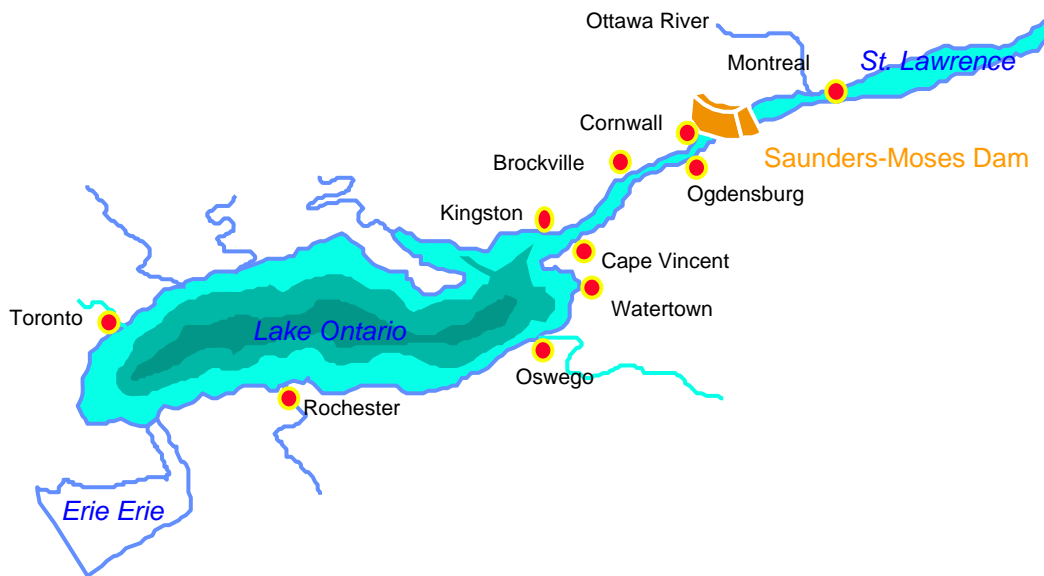 Ottawa River
Montreal
St. Lawrence
Cornwall
Saunders-Moses Dam
Brockville
Ogdensburg
Kingston
Cape Vincent
Watertown
Toronto
Lake Ontario
Oswego
Rochester
Erie Erie